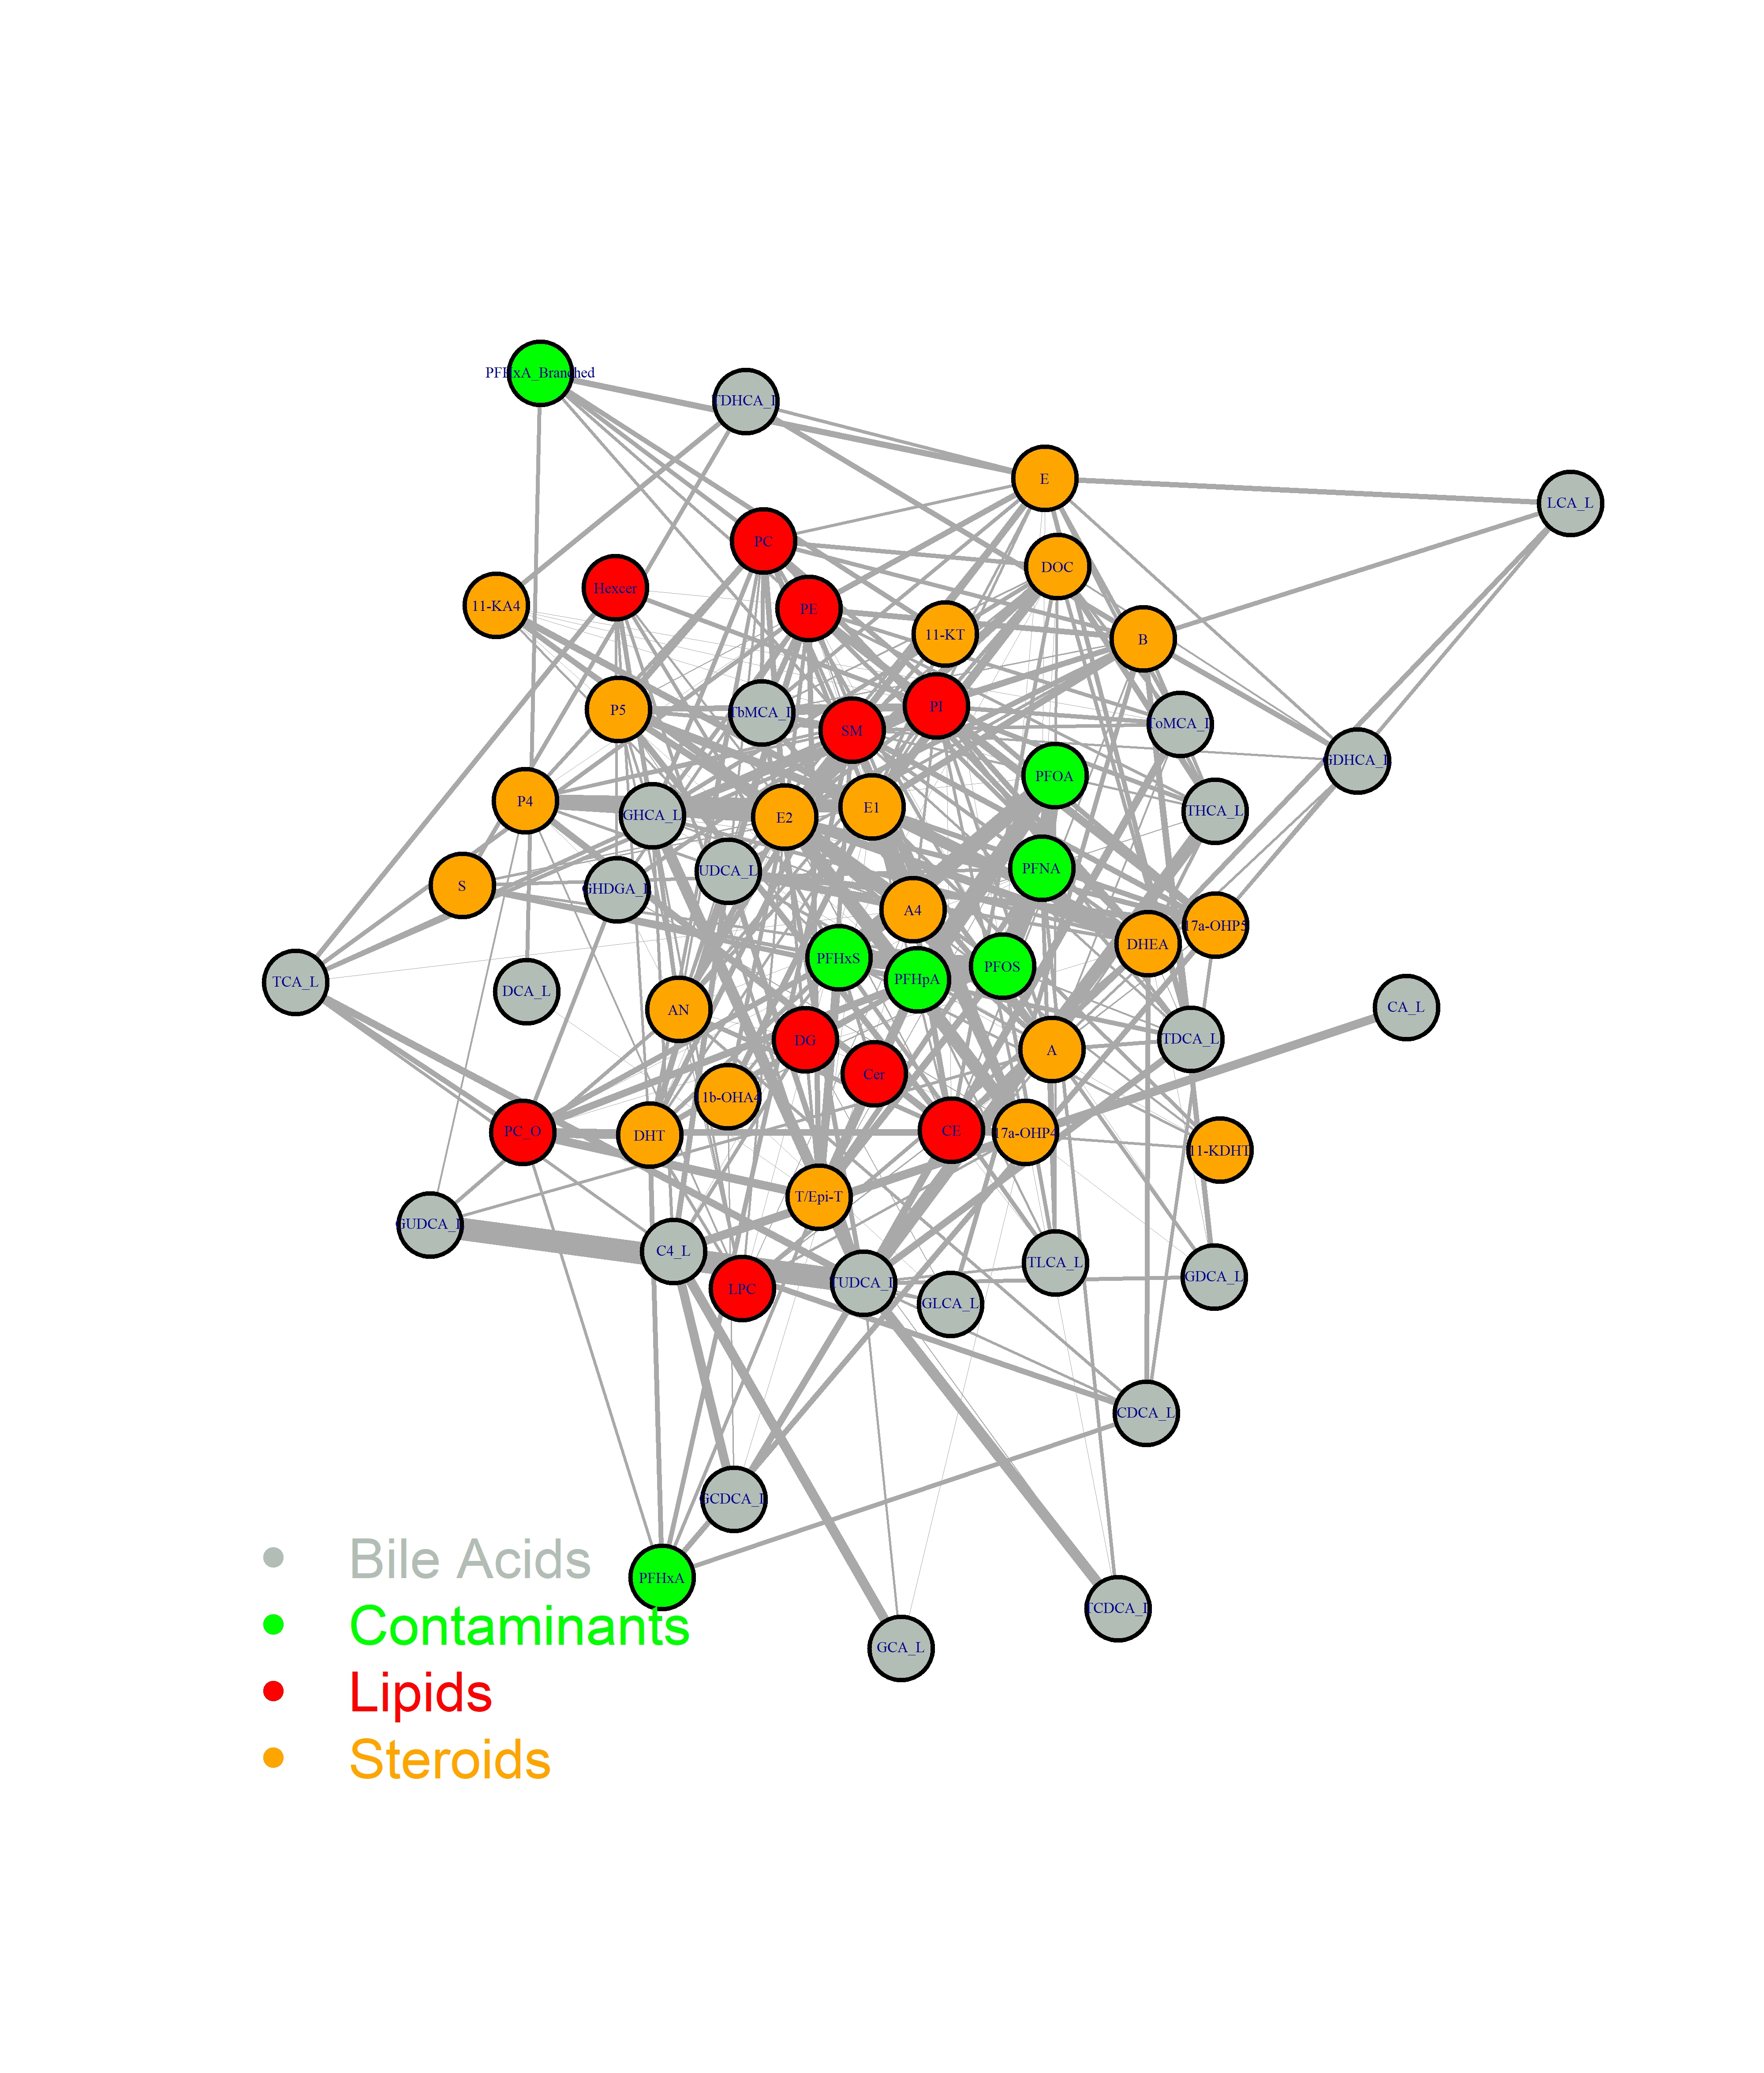 PFHxA_Branched
TDHCA_L
E
LCA_L
PC
DOC
Hexcer
11-KA4
PE
11-KT
B
P5
TbMCA_L
SM
PI
ToMCA_L
GDHCA_L
PFOA
P4
GHCA_L
E2
E1
THCA_L
UDCA_L
PFNA
S
GHDGA_L
A4
17a-OHP5
DHEA
PFHxS
PFHpA
PFOS
TCA_L
DCA_L
AN
CA_L
DG
A
TDCA_L
Cer
1b-OHA4
PC_O
DHT
CE
17a-OHP4
11-KDHT
T/Epi-T
GUDCA_L
C4_L
LPC
TUDCA_L
TLCA_L
GLCA_L
GDCA_L
CDCA_L
GCDCA_L
PFHxA
TCDCA_L
GCA_L
Bile Acids
Contaminants
Lipids
Steroids